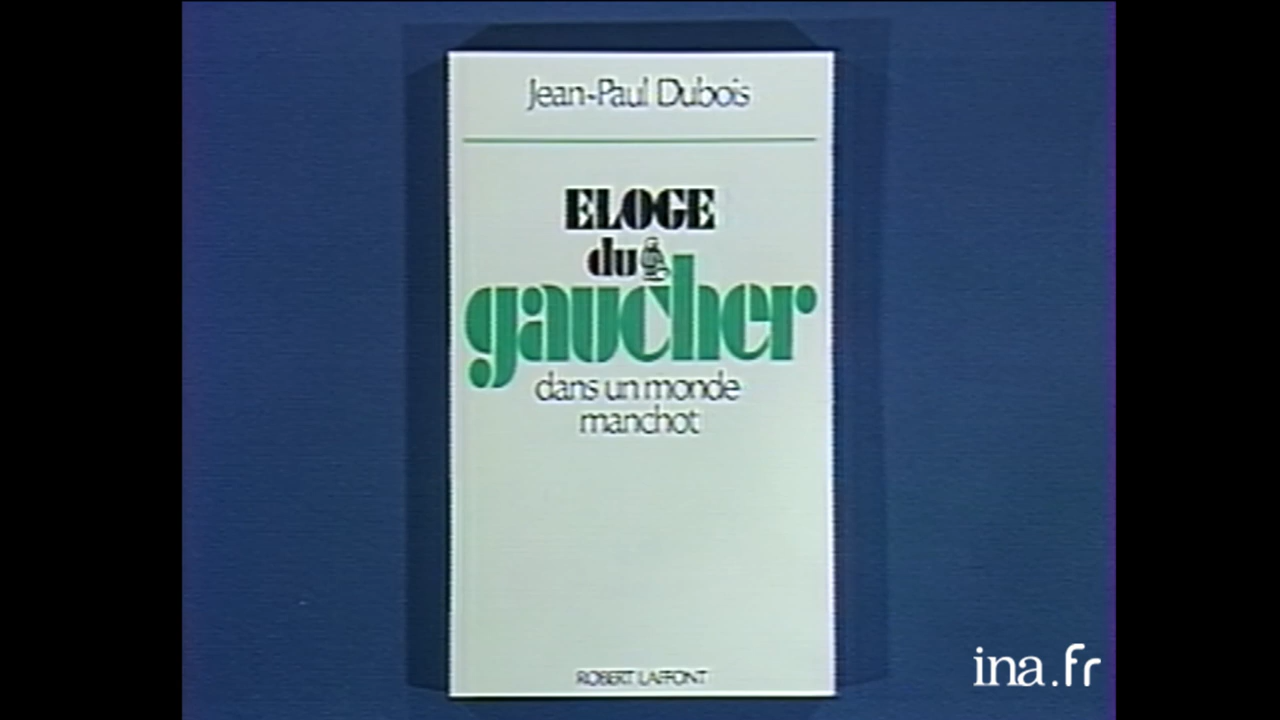 Jean-Paul Dubois
ELOGE
du
gaucher
dans un monde
manchot
ROBERT LAFFONT
ina.fr